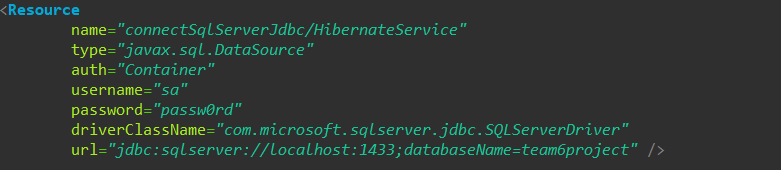 <Resource
name="connectSqlServerJdbc/HibernateService"
type="javax.sql.DataSource"
auth="Container"
username="sa"
password="passw0rd"
driverClassName="com.microsoft.sqlserver.jdbc.SQLServerDriver"
url="jdbc:sqlserver://localhost:1433;databaseName=team6project" />